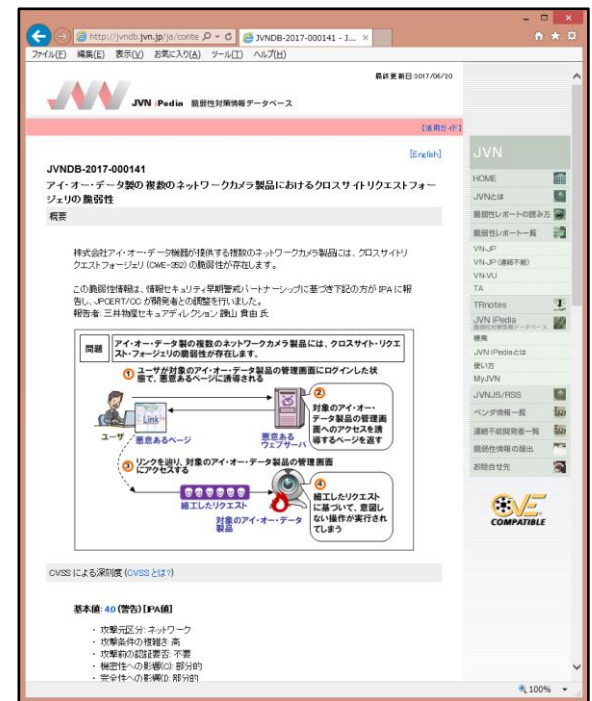 http://jvndb.jvn.jp/ja/conte
JVNDB-2017-000141 - J...
ファイル(F) 編集(E) 表示(V) お気に入り(A) ツール(T) ヘルプ(H)
最終更新日:2017/06/20
JVN iPedia 脆弱性対策情報データベース
[活用ガイド]
[English]
JVNDB-2017-000141
アイ・オー・データ製の複数のネットワークカメラ製品におけるクロスサイトリクエストフォー
ジェリの脆弱性
概要
株式会社アイ・オー・データ機器が提供する複数のネットワークカメラ製品には、クロスサイトリ
クエストフォージェリ (CWE-352) の脆弱性が存在します。
この脆弱性情報は、情報セキュリティ早期警戒パートナーシップに基づき下記の方が IPA に報
告し、JPCERT/CC が開発者との調整を行いました。
報告者: 三井物産セキュアディレクション 諌山 貴由 氏
問題
アイ・オー・データ製の複数のネットワークカメラ製品には、クロスサイト・リクエ
スト・フォージェリの脆弱性が存在します。
① ユーザが対象のアイ・オー・データ製品の管理画面にログインした状
態で、悪意あるページに誘導される
Link
ユーザ
悪意あるページ
悪意ある
ウェブサーバ
②
対象のアイ・オー・
データ製品の管理画
面へのアクセスを誘
導するページを返す
③ リンクを辿り、対象のアイ・オー・データ製品の管理画面
にアクセスする
細工したリクエスト
対象のアイ・オー・データ
製品
④
細工したリクエスト
に基づいて、意図し
ない操作が実行され
てしまう
CVSS による深刻度 (CVSS とは?)
基本値: 4.0 (警告) [IPA値]
・ 攻撃元区分: ネットワーク
・ 攻撃条件の複雑さ: 高
・ 攻撃前の認証要否: 不要
・ 機密性への影響(C): 部分的
・ 完全性への影響(I): 部分的
JVN
HOME
JVNとは
脆弱性レポートの読み方
脆弱性レポート一覧
VN-JP
VN-JP (連絡不能)
VN-VU
TA
TRnotes
JVN iPedia
脆弱性対策情報データベース
検索
JVN iPediaとは
使い方
MyJVN
JVNJS/RSS
ベンダ情報一覧
連絡不能開発者一覧
脆弱性情報の届出
お問合せ先
CVE
COMPATIBLE
100%